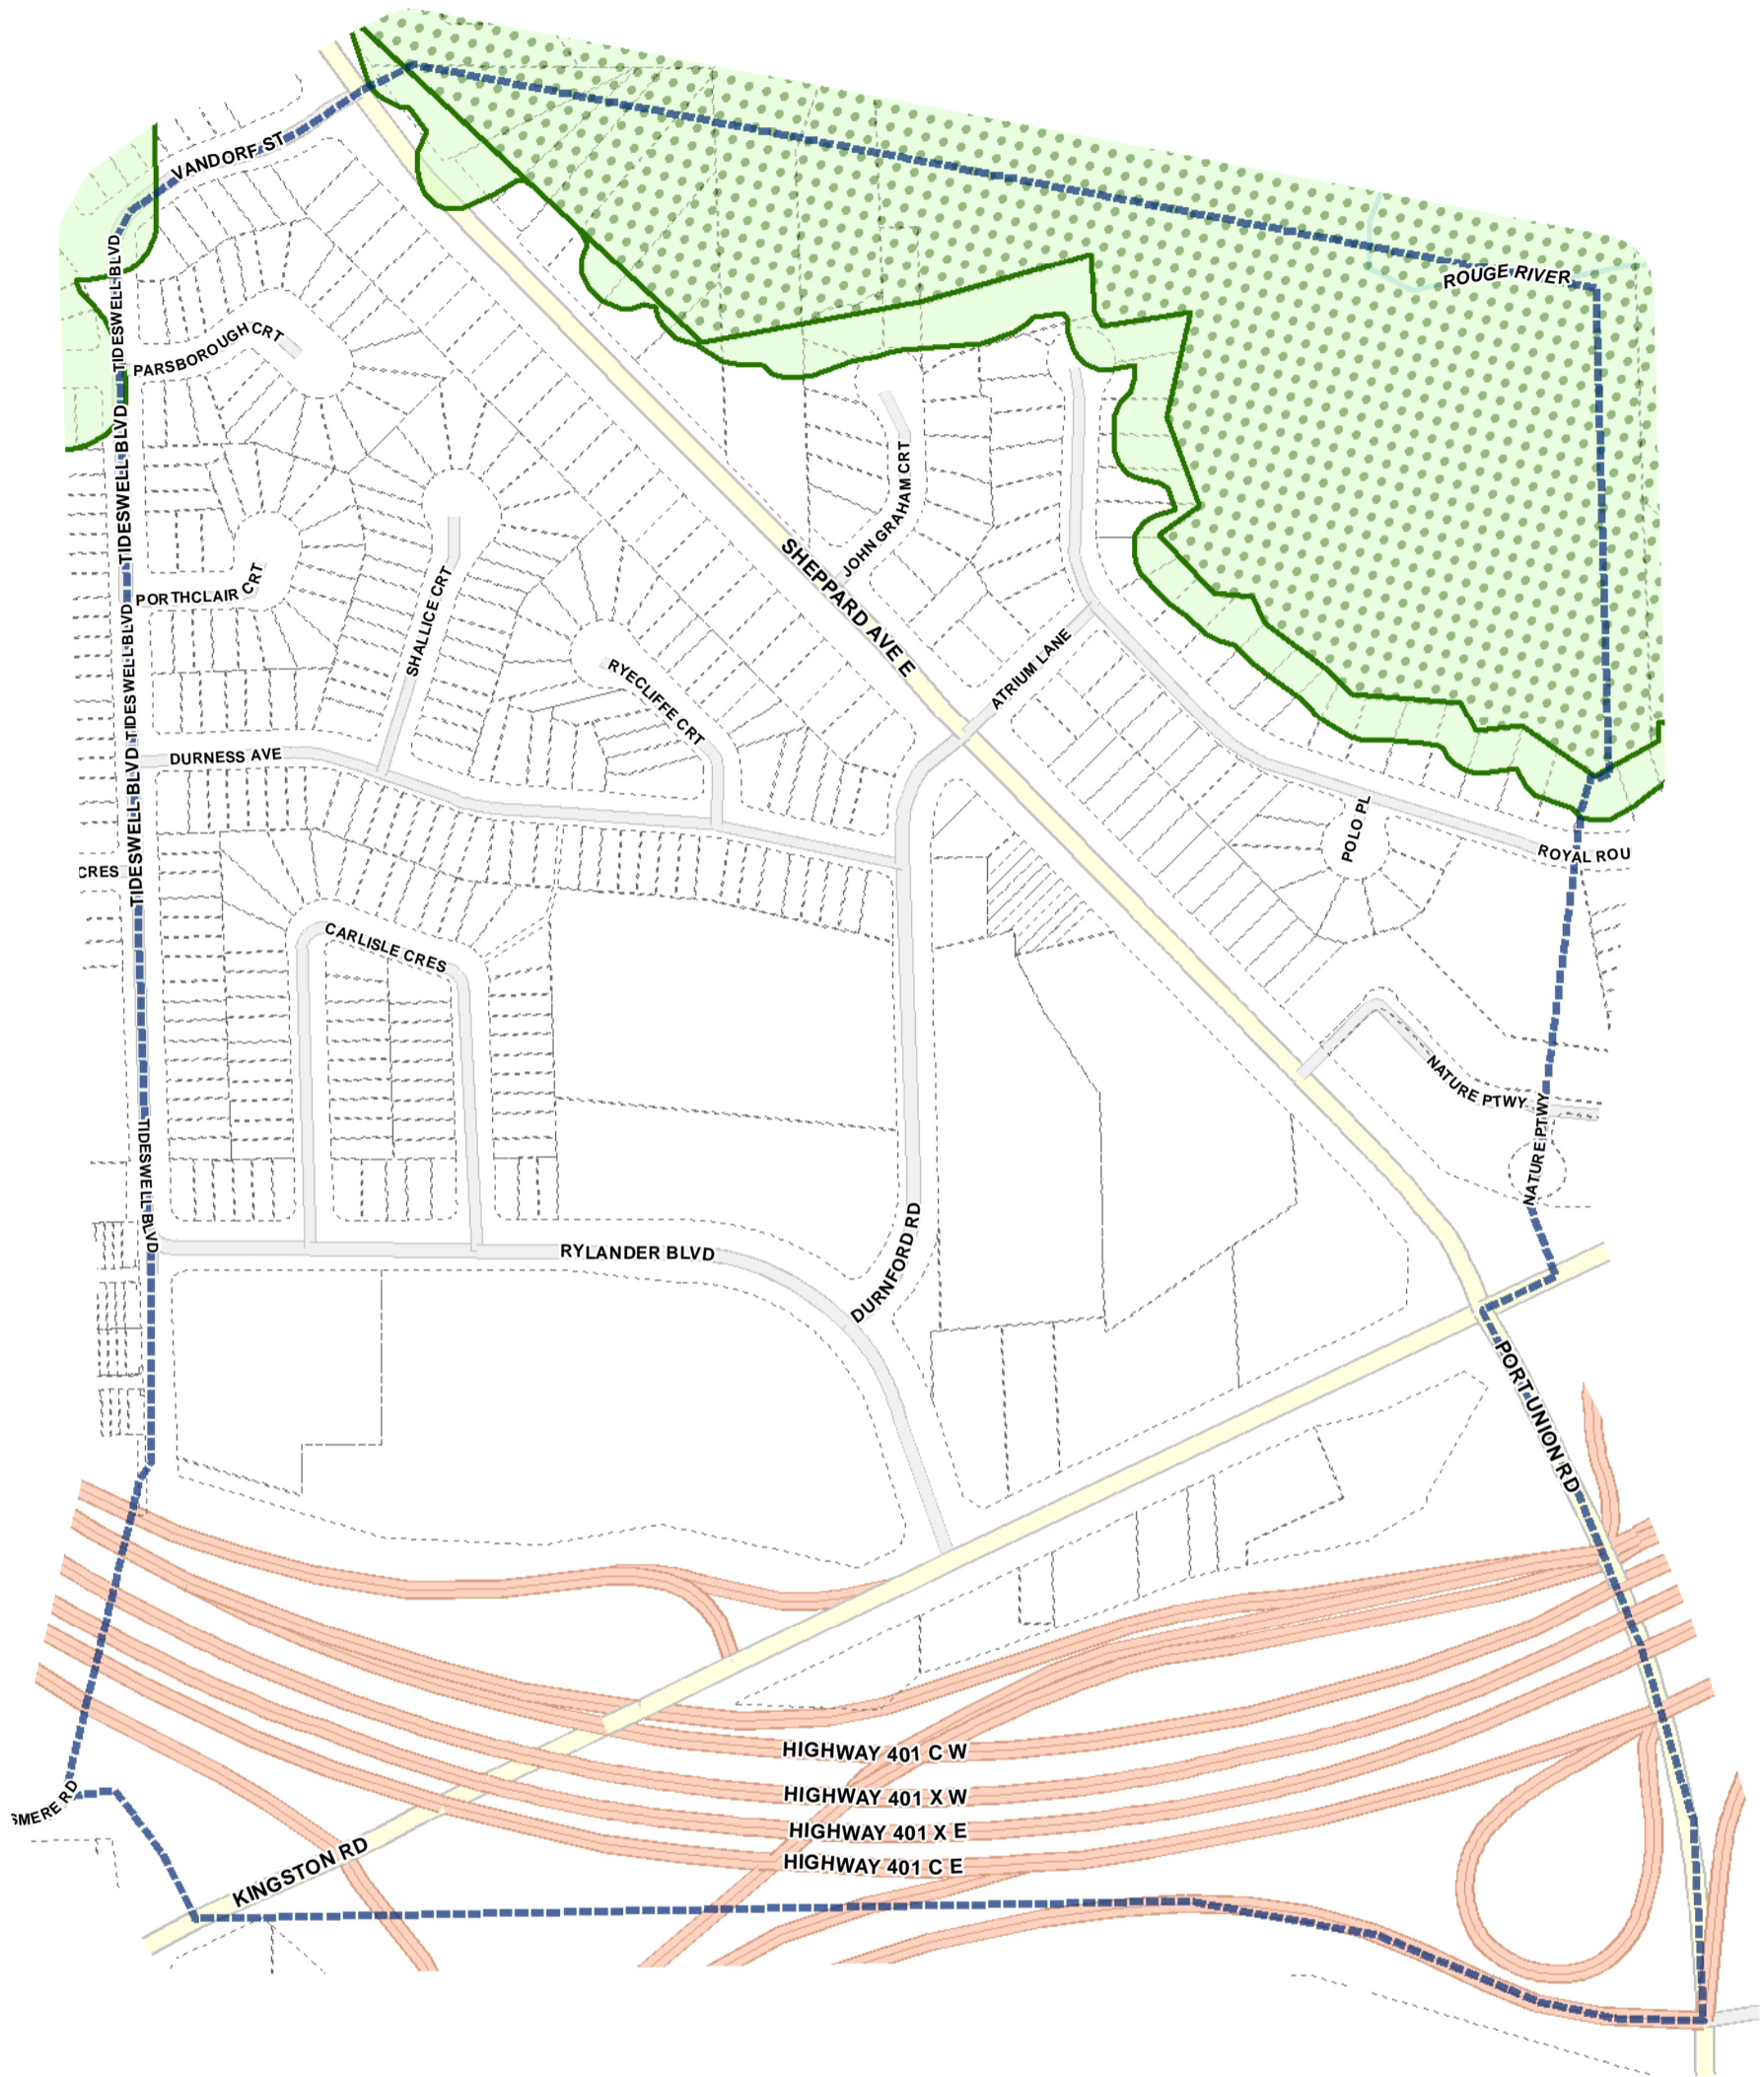 VANDORF ST
TIDESWELL BLVD
ROUGE RIVER
PARSBOROUGH CRT
TIDESWELL BLVD
JOHN GRAHAM CRT
SHEPPARD AVE E
PORTHCLAIR CRT
SHALLICE CRT
TIDESWELL BLVD
RYECLIFFE CRT
ATRIUM LANE
DURNESS AVE
TIDESWELL BLVD
POLO PL
ROYAL ROU
CRES
CARLISLE CRES
NATURE PTWY
NATURE PTWY
TIDESWELL BLVD
RYLANDER BLVD
DURNFORD RD
PORT UNION RD
HIGHWAY 401 C W
HIGHWAY 401 X W
SMERE RD
HIGHWAY 401 X E
HIGHWAY 401 C E
KINGSTON RD